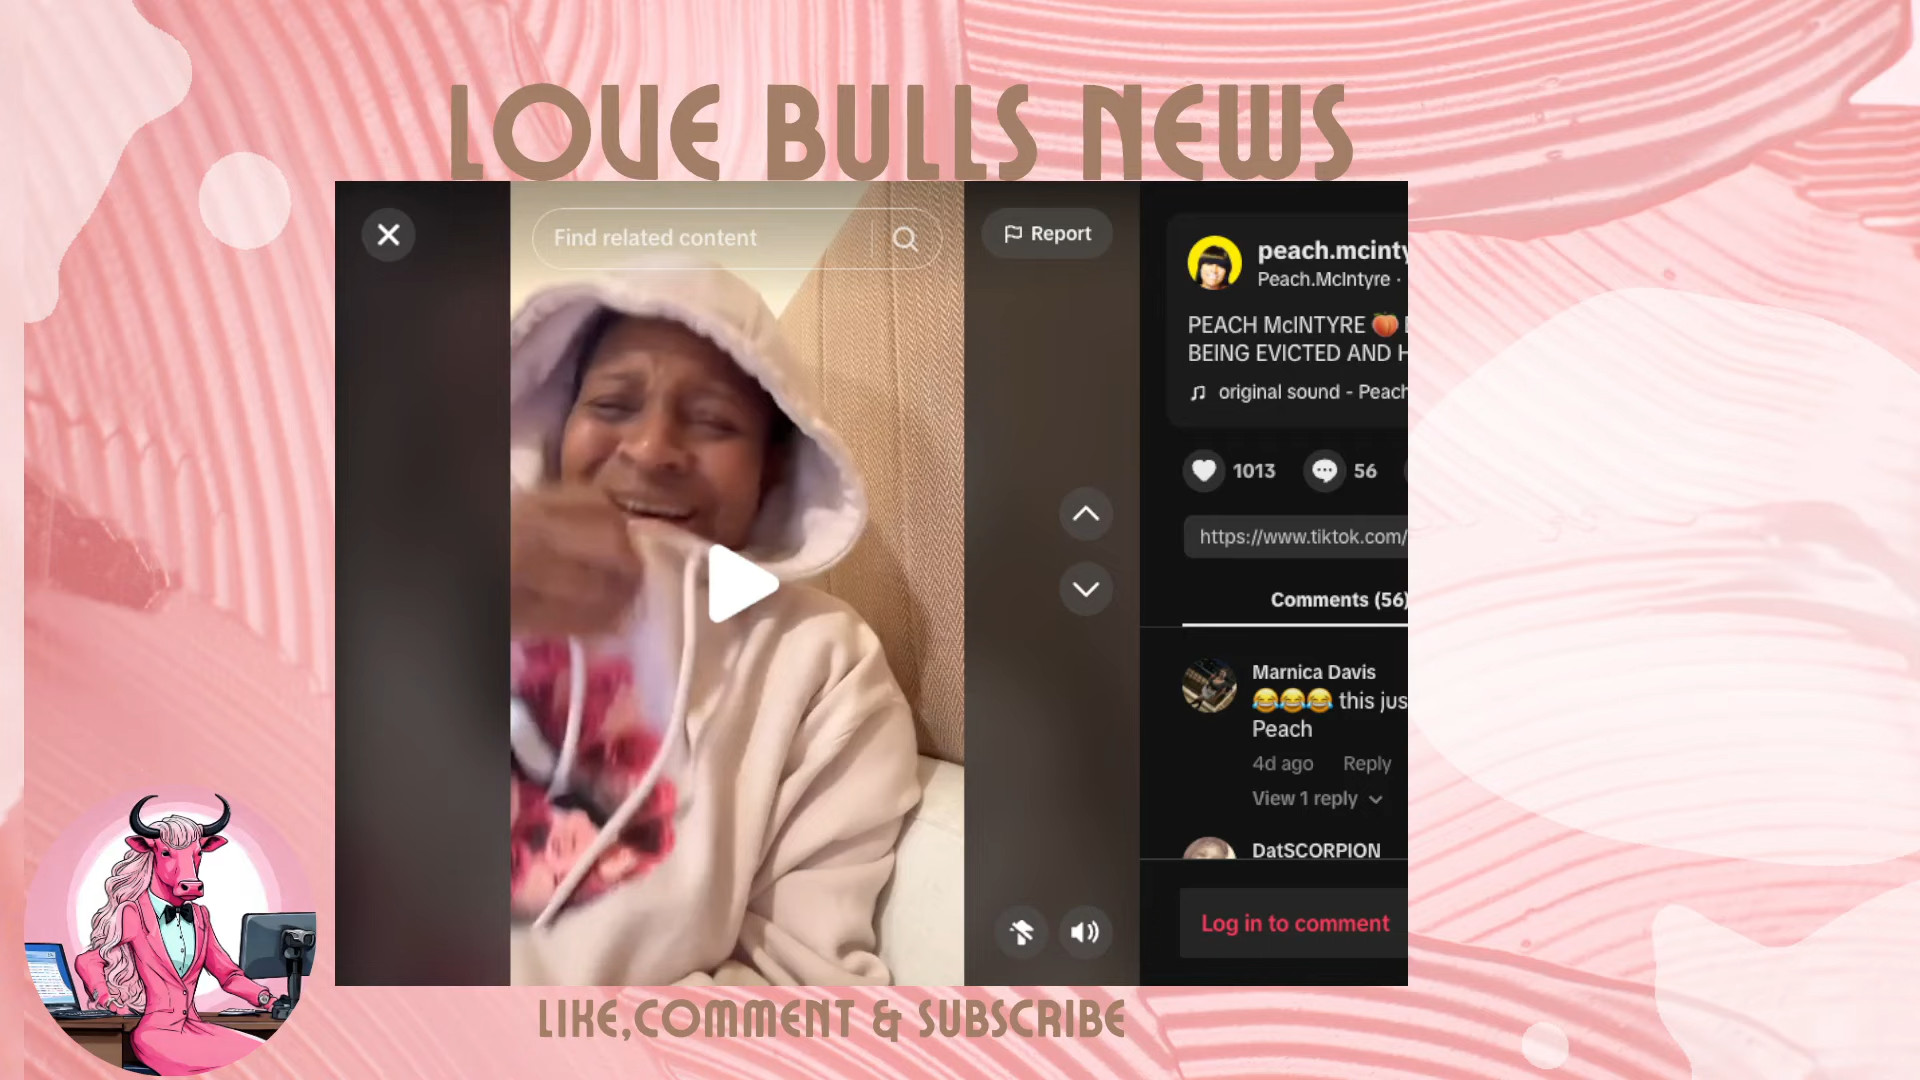 LOVE BULLS NEWS
Find related content
Report
peach.mcinty
Peach.McIntyre ·
PEACH McINTYRE 🍑
BEING EVICTED AND H
original sound - Peach
1013
56
https://www.tiktok.com/
Comments (56)
Marnica Davis
😂😂😂 this jus
Peach
4d ago Reply
View 1 reply
DatSCORPION
Log in to comment
LIKE,COMMENT & SUBSCRIBE